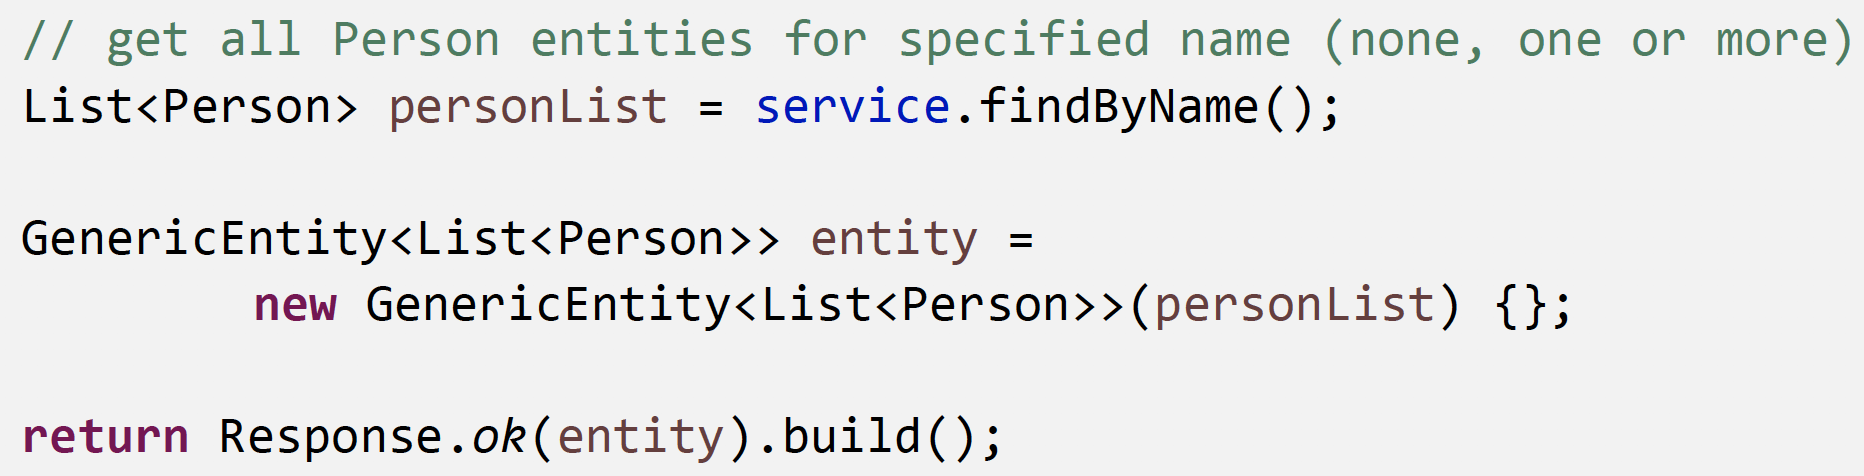 // get all Person entities for specified name (none, one or more)
List<Person> personList = service.findByName();
GenericEntity<List<Person>> entity =
new GenericEntity<List<Person>>(personList) {};
return Response.ok(entity).build();